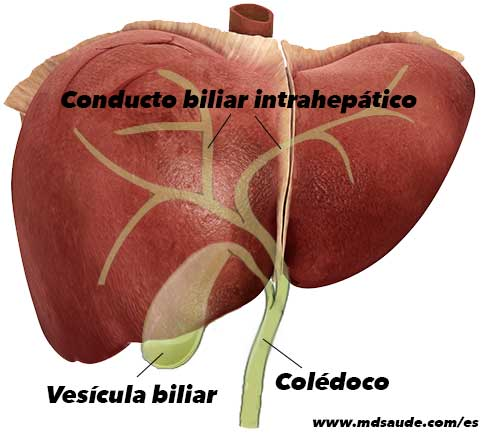 Conducto biliar intrahepático
Vesícula biliar
Colédoco
www.mdsaude.com/es